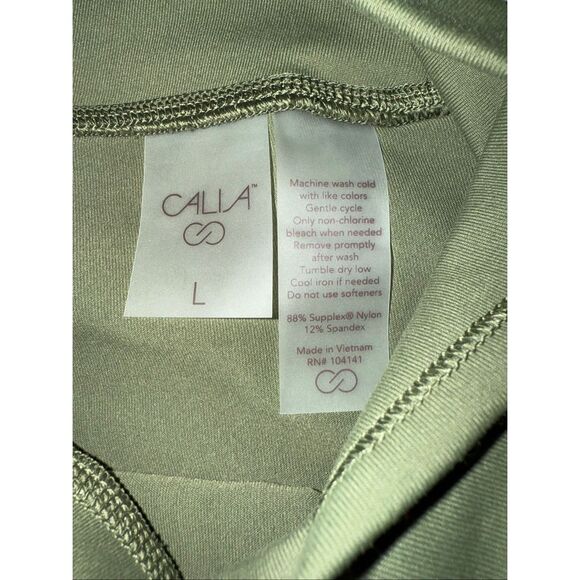 CALIA™
L
Machine wash cold
with like colors
Gentle cycle
Only non-chlorine
bleach when needed
Remove promptly
after wash
Tumble dry low
Cool iron if needed
Do not use softeners
88% Supplex® Nylon
12% Spandex
Made in Vietnam
RN# 104141